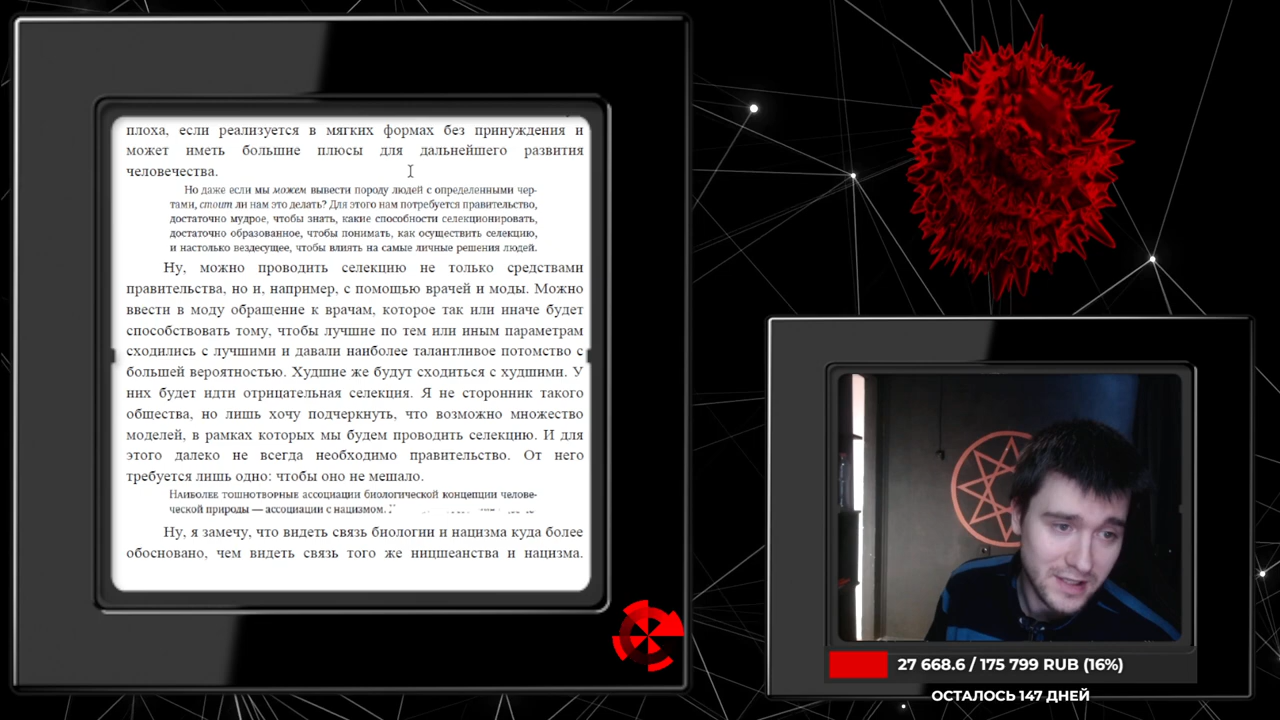 плоха, если реализуется в мягких формах без принуждения и
может иметь большие плюсы для дальнейшего развития
человечества.
Но даже если мы можем вывести породу людей с определенными чер-
тами, стоит ли нам это делать? Для этого нам потребуется правительство,
достаточно мудрое, чтобы знать, какие способности селекционировать,
достаточно образованное, чтобы понимать, как осуществить селекцию,
и настолько вездесущее, чтобы влиять на самые личные решения людей.
Ну, можно проводить селекцию не только средствами
правительства, но и, например, с помощью врачей и моды. Можно
ввести в моду обращение к врачам, которое так или иначе будет
способствовать тому, чтобы лучшие по тем или иным параметрам
сходились с лучшими и давали наиболее талантливое потомство с
большей вероятностью. Худшие же будут сходиться с худшими. У
них будет идти отрицательная селекция. Я не сторонник такого
общества, но лишь хочу подчеркнуть, что возможно множество
моделей, в рамках которых мы будем проводить селекцию. И для
этого далеко не всегда необходимо правительство. От него
требуется лишь одно: чтобы оно не мешало.
Наиболее тошнотворные ассоциации биологической концепции челове-
ческой природы — ассоциации с нацизмом.
Ну, я замечу, что видеть связь биологии и нацизма куда более
обосновано, чем видеть связь того же ницшеанства и нацизма.
27 668.6 / 175 799 RUB (16%)
ОСТАЛОСЬ 147 ДНЕЙ